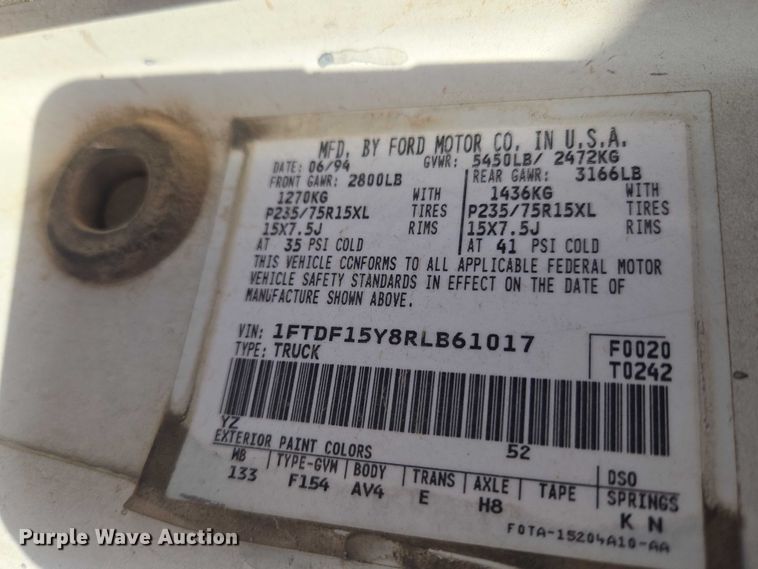 MFD. BY FORD MOTOR CO. IN U.S.A.
DATE: 06/94 GVWR: 5450LB/ 2472KG
FRONT GAWR: 2800LB REAR GAWR: 3166LB
1270KG WITH 1436KG WITH
P235/75R15XL TIRES P235/75R15XL TIRES
15X7.5J RIMS 15X7.5J RIMS
AT 35 PSI COLD AT 41 PSI COLD
THIS VEHICLE CONFORMS TO ALL APPLICABLE FEDERAL MOTOR
VEHICLE SAFETY STANDARDS IN EFFECT ON THE DATE OF
MANUFACTURE SHOWN ABOVE.
VIN: 1FTDF15Y8RLB61017 F0020
TYPE: TRUCK T0242
YZ 52
EXTERIOR PAINT COLORS DSO
WB TYPE-GVM BODY TRANS AXLE TAPE SPRINGS
133 F154 AV4 E H8 K N
F0TA-15204A10-AA
Purple Wave Auction